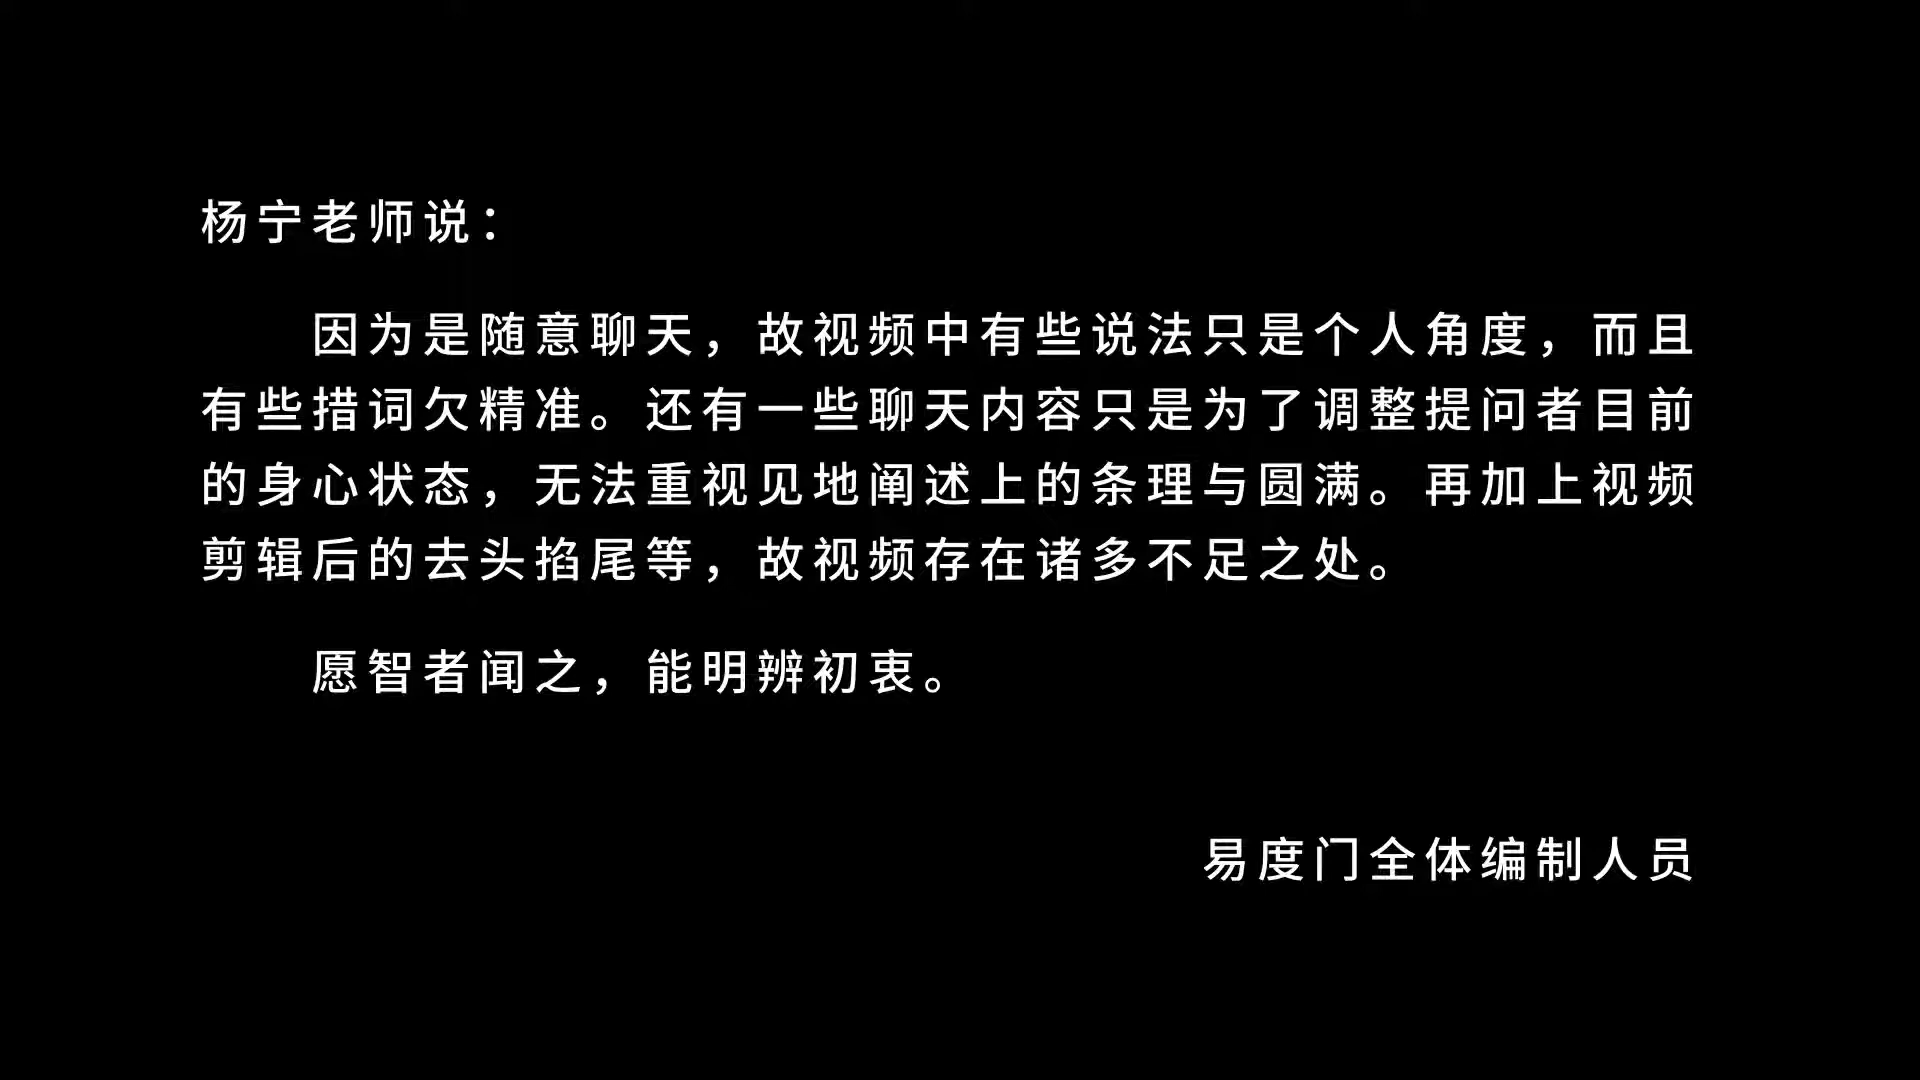 杨宁老师说：
因为是随意聊天，故视频中有些说法只是个人角度，而且
有些措词欠精准。还有一些聊天内容只是为了调整提问者目前
的身心状态，无法重视见地阐述上的条理与圆满。再加上视频
剪辑后的去头掐尾等，故视频存在诸多不足之处。
愿智者闻之，能明辨初衷。
易度门全体编制人员